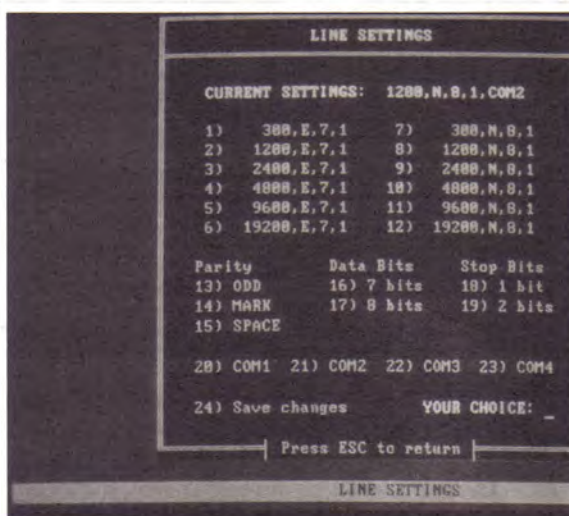 LINE SETTINGS
CURRENT SETTINGS: 1200,N,8,1,COM2
1) 300,E,7,1 7) 300,N,8,1
2) 1200,E,7,1 8) 1200,N,8,1
3) 2400,E,7,1 9) 2400,N,8,1
4) 4800,E,7,1 10) 4800,N,8,1
5) 9600,E,7,1 11) 9600,N,8,1
6) 19200,E,7,1 12) 19200,N,8,1
Parity Data Bits Stop Bits
13) ODD 16) 7 bits 18) 1 bit
14) MARK 17) 8 bits 19) 2 bits
15) SPACE
20) COM1 21) COM2 22) COM3 23) COM4
24) Save changes YOUR CHOICE: _
Press ESC to return
LINE SETTINGS